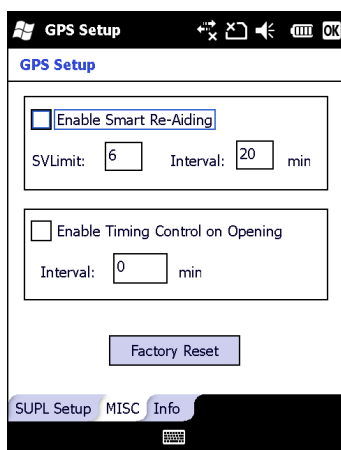 GPS Setup
OK
GPS Setup
Enable Smart Re-Aiding
SVLimit: 6 Interval: 20 min
Enable Timing Control on Opening
Interval: 0 min
Factory Reset
SUPL Setup MISC Info